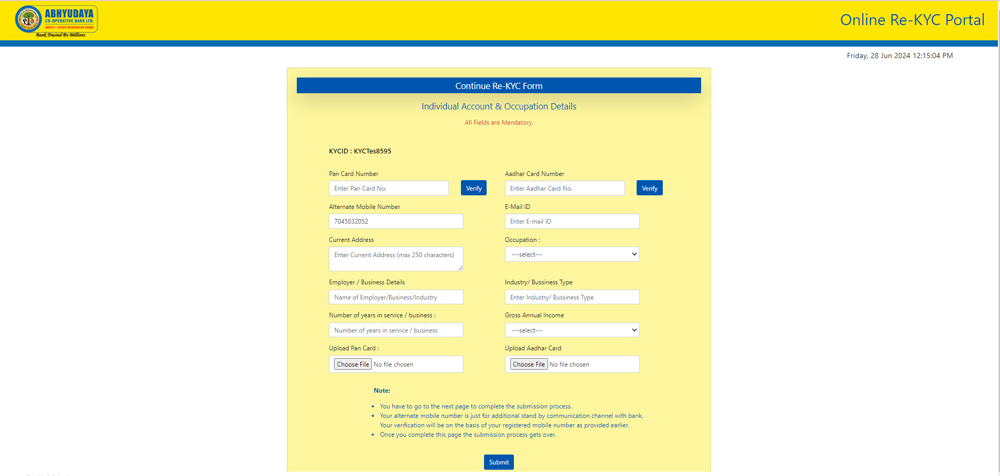 ABHYUDAYA
CO-OPERATIVE BANK LTD.
(MULTI - STATE SCHEDULED BANK)
Bank Trusted By Millions
Online Re-KYC Portal
Friday, 28 Jun 2024 12:15:04 PM
Continue Re-KYC Form
Individual Account & Occupation Details
All Fields are Mandatory.
KYCID : KYCTes8595
Pan Card Number
Aadhar Card Number
Enter Pan Card No.
Verify
Enter Aadhar Card No.
Verify
Alternate Mobile Number
E-Mail ID
7045032052
Enter E-mail ID
Current Address
Occupation :
Enter Current Address (max 250 characters)
---select---
Employer / Business Details
Industry/ Bussiness Type
Name of Employer/Business/Industry
Enter Industry/ Bussiness Type
Number of years in service / business :
Gross Annual Income
Number of years in service / business
---select---
Upload Pan Card :
Upload Aadhar Card
Choose File No file chosen
Choose File No file chosen
Note:
• You have to go to the next page to complete the submission process.
• Your alternate mobile number is just for additional stand by communication channel with bank.
Your verification will be on the basis of your registered mobile number as provided earlier.
• Once you complete this page the submission process gets over.
Submit